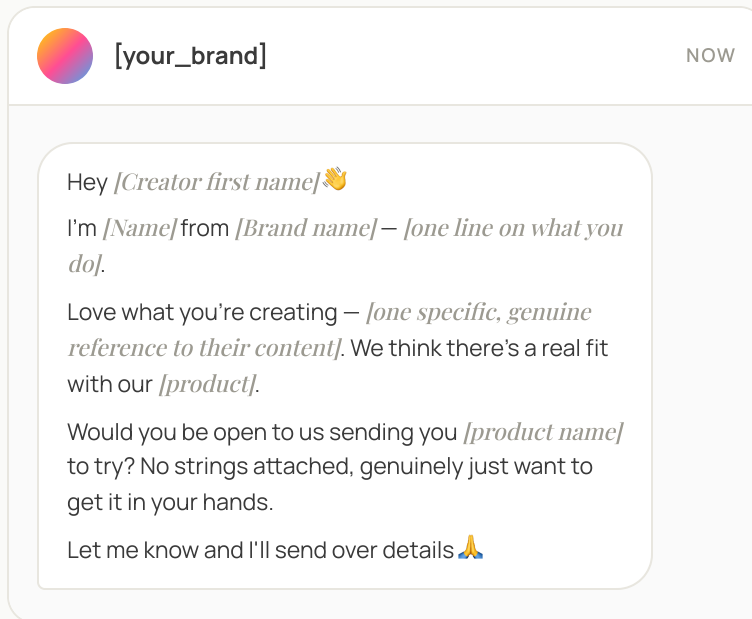 [your_brand]
NOW
Hey [Creator first name]👋
I'm [Name] from [Brand name] — [one line on what you
do].
Love what you're creating — [one specific, genuine
reference to their content]. We think there's a real fit
with our [product].
Would you be open to us sending you [product name]
to try? No strings attached, genuinely just want to
get it in your hands.
Let me know and I'll send over details🙏